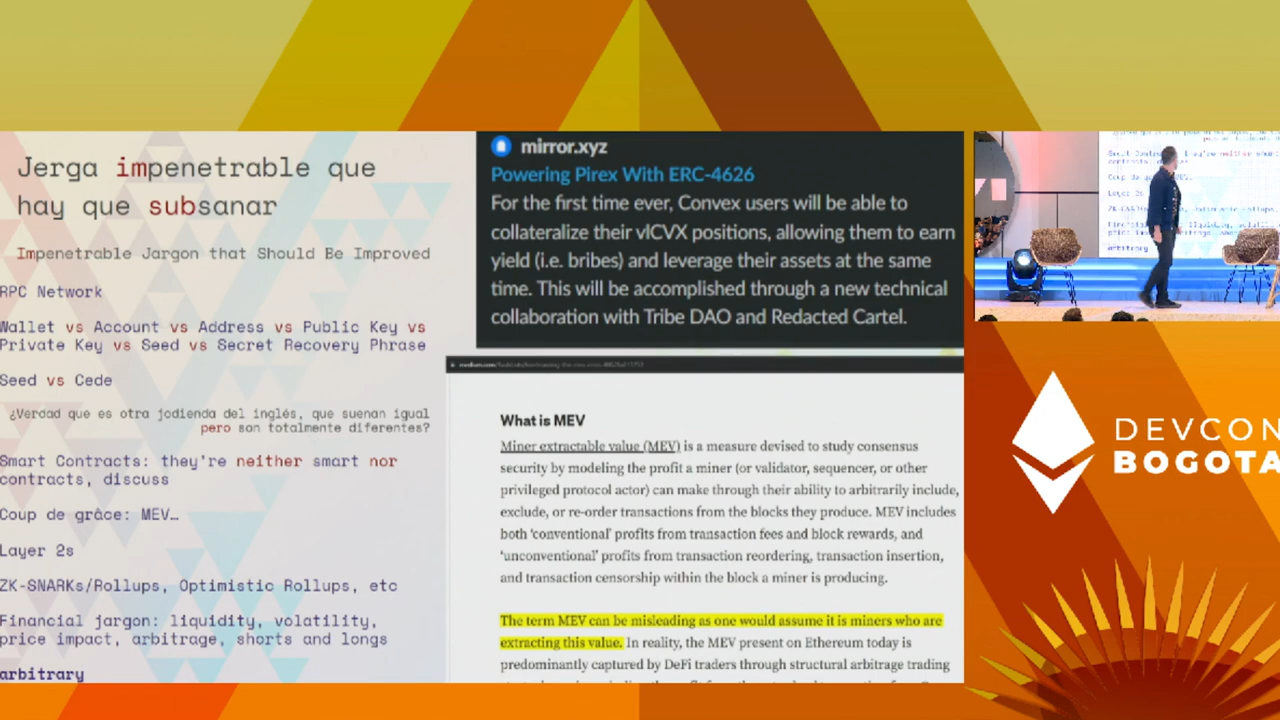 Jerga impenetrable que
hay que subsanar
Impenetrable Jargon that Should Be Improved
RPC Network
Wallet vs Account vs Address vs Public Key vs
Private Key vs Seed vs Secret Recovery Phrase
Seed vs Cede
¿Verdad que es otra jodienda del inglés, que suenan igual
pero son totalmente diferentes?
Smart Contracts: they're neither smart nor
contracts, discuss
Coup de grâce: MEV…
Layer 2s
ZK-SNARKs/Rollups, Optimistic Rollups, etc
Financial jargon: liquidity, volatility,
price impact, arbitrage, shorts and longs
arbitrary
mirror.xyz
Powering Pirex With ERC-4626
For the first time ever, Convex users will be able to
collateralize their vlCVX positions, allowing them to earn
yield (i.e. bribes) and leverage their assets at the same
time. This will be accomplished through a new technical
collaboration with Tribe DAO and Redacted Cartel.
What is MEV
Miner extractable value (MEV) is a measure devised to study consensus
security by modeling the profit a miner (or validator, sequencer, or other
privileged protocol actor) can make through their ability to arbitrarily include,
exclude, or re-order transactions from the blocks they produce. MEV includes
both 'conventional' profits from transaction fees and block rewards, and
'unconventional' profits from transaction reordering, transaction insertion,
and transaction censorship within the block a miner is producing.
The term MEV can be misleading as one would assume it is miners who are
extracting this value. In reality, the MEV present on Ethereum today is
predominantly captured by DeFi traders through structural arbitrage trading
Coup de
Layer 2s
arbitrary
DEVCON
BOGOTA